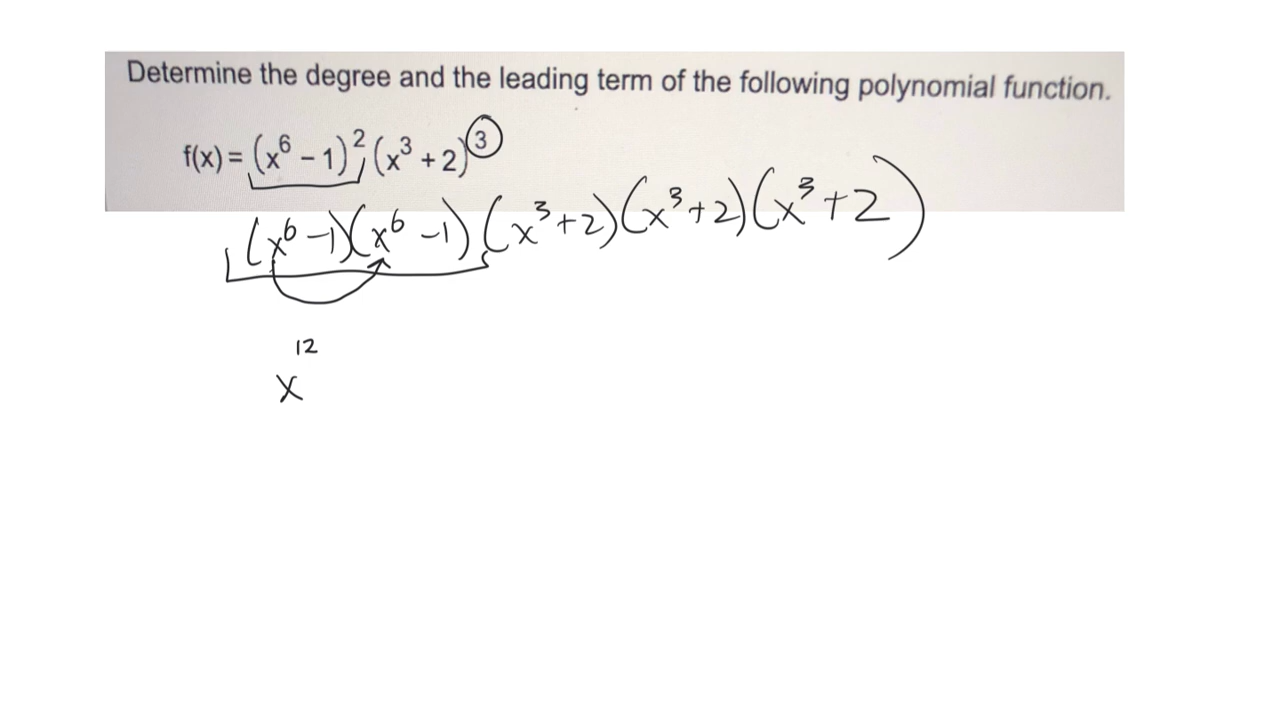 Determine the degree and the leading term of the following polynomial function.
f(x) = (x⁶ − 1)² (x³ + 2)³
(x⁶ − 1)(x⁶ − 1)(x³ + 2)(x³ + 2)(x³ + 2)
x¹²